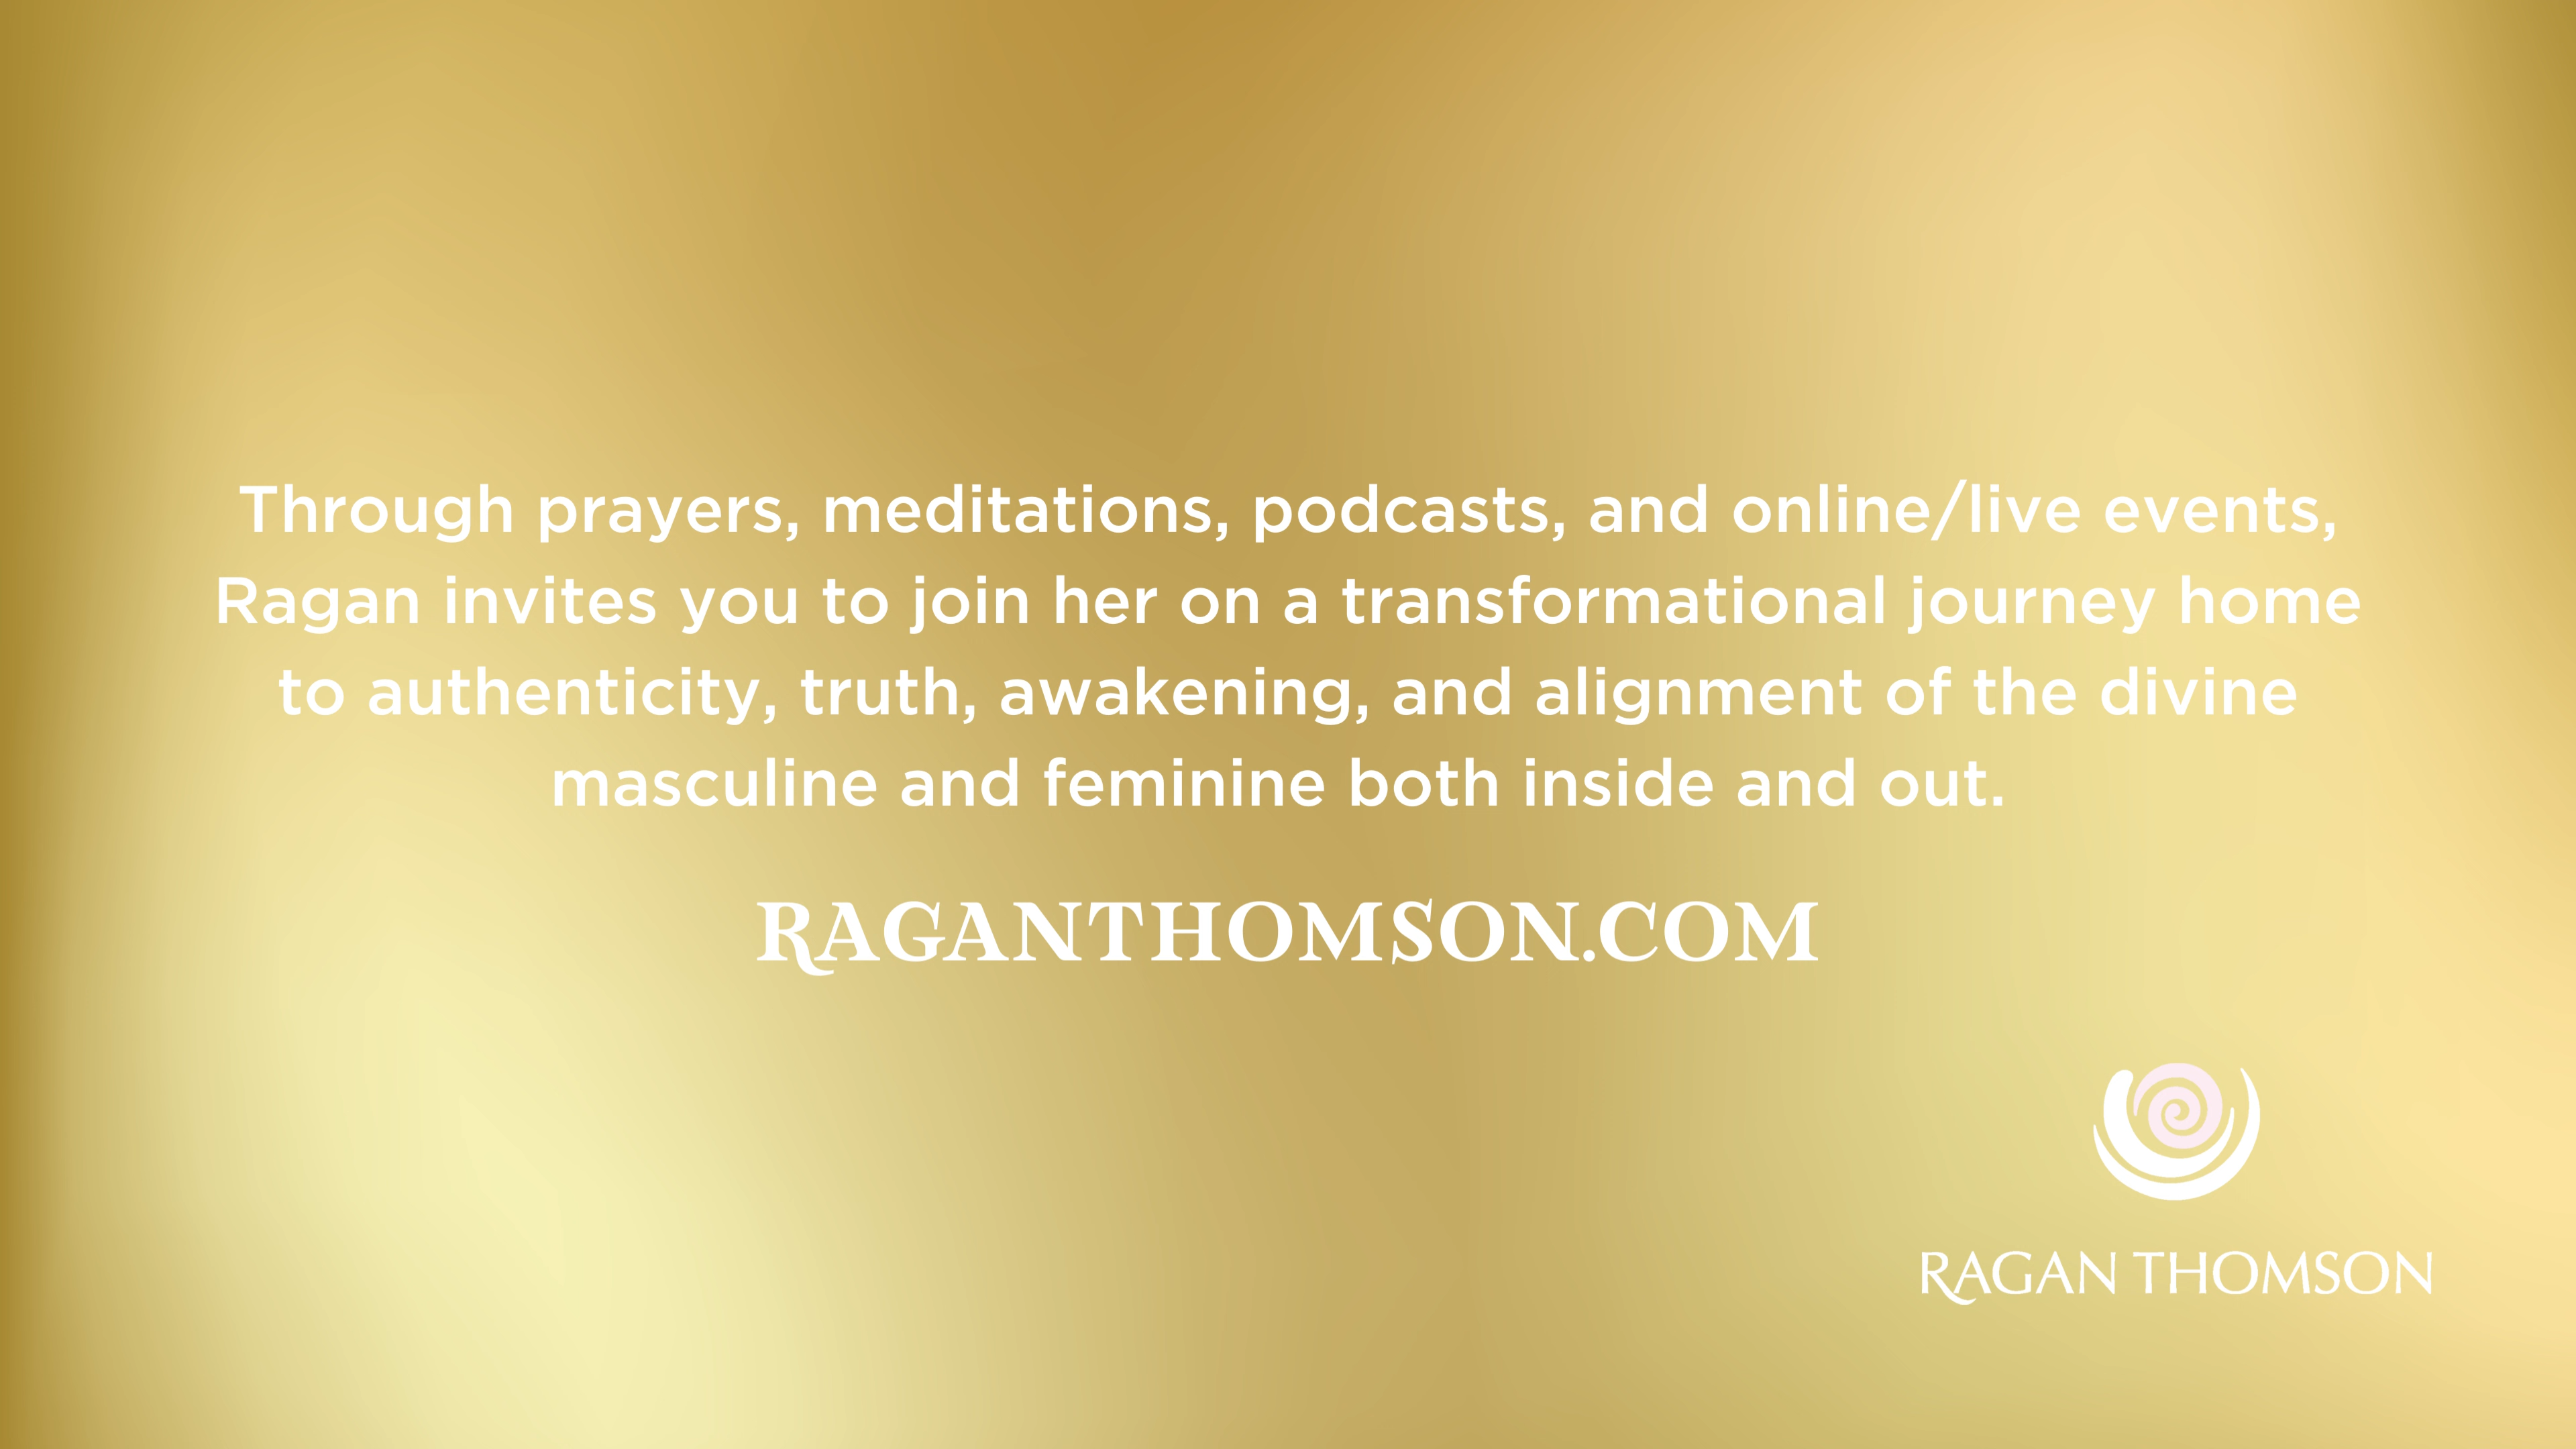 Through prayers, meditations, podcasts, and online/live events,
Ragan invites you to join her on a transformational journey home
to authenticity, truth, awakening, and alignment of the divine
masculine and feminine both inside and out.
RAGANTHOMSON.COM
RAGAN THOMSON